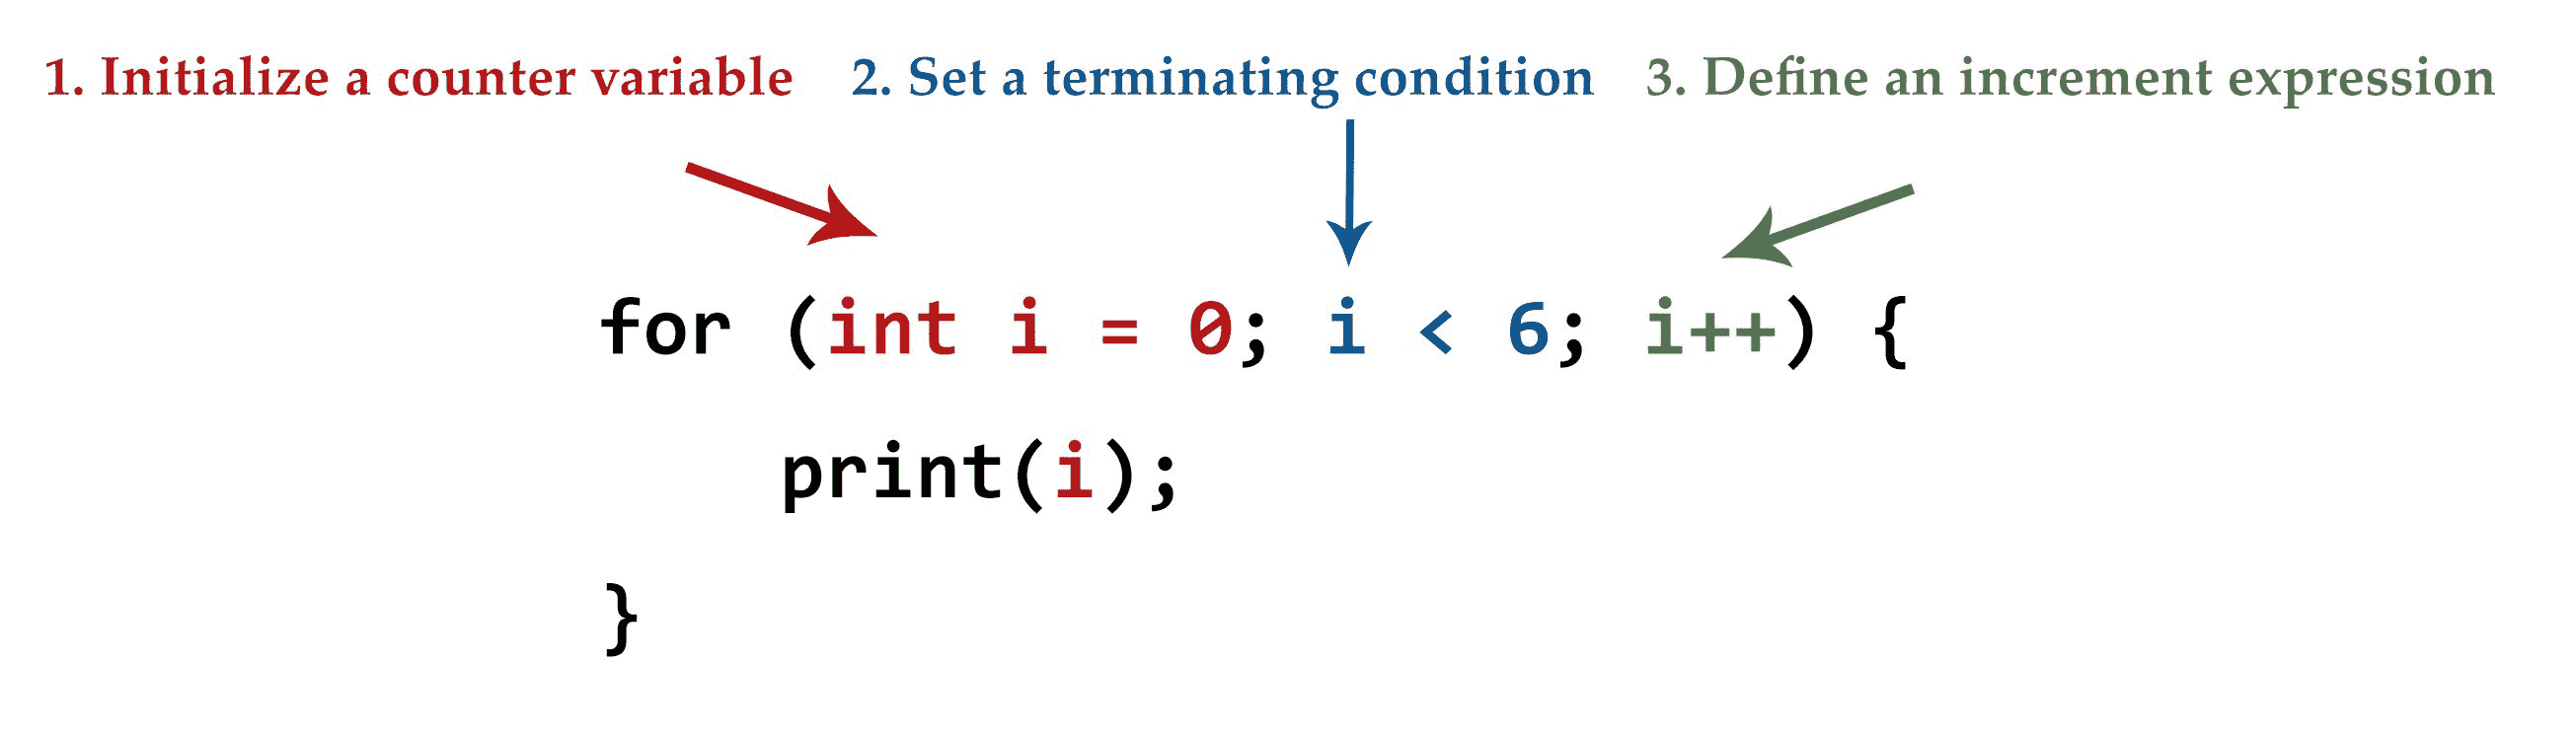 1. Initialize a counter variable
2. Set a terminating condition
3. Define an increment expression
for (int i = 0; i < 6; i++) {
print(i);
}